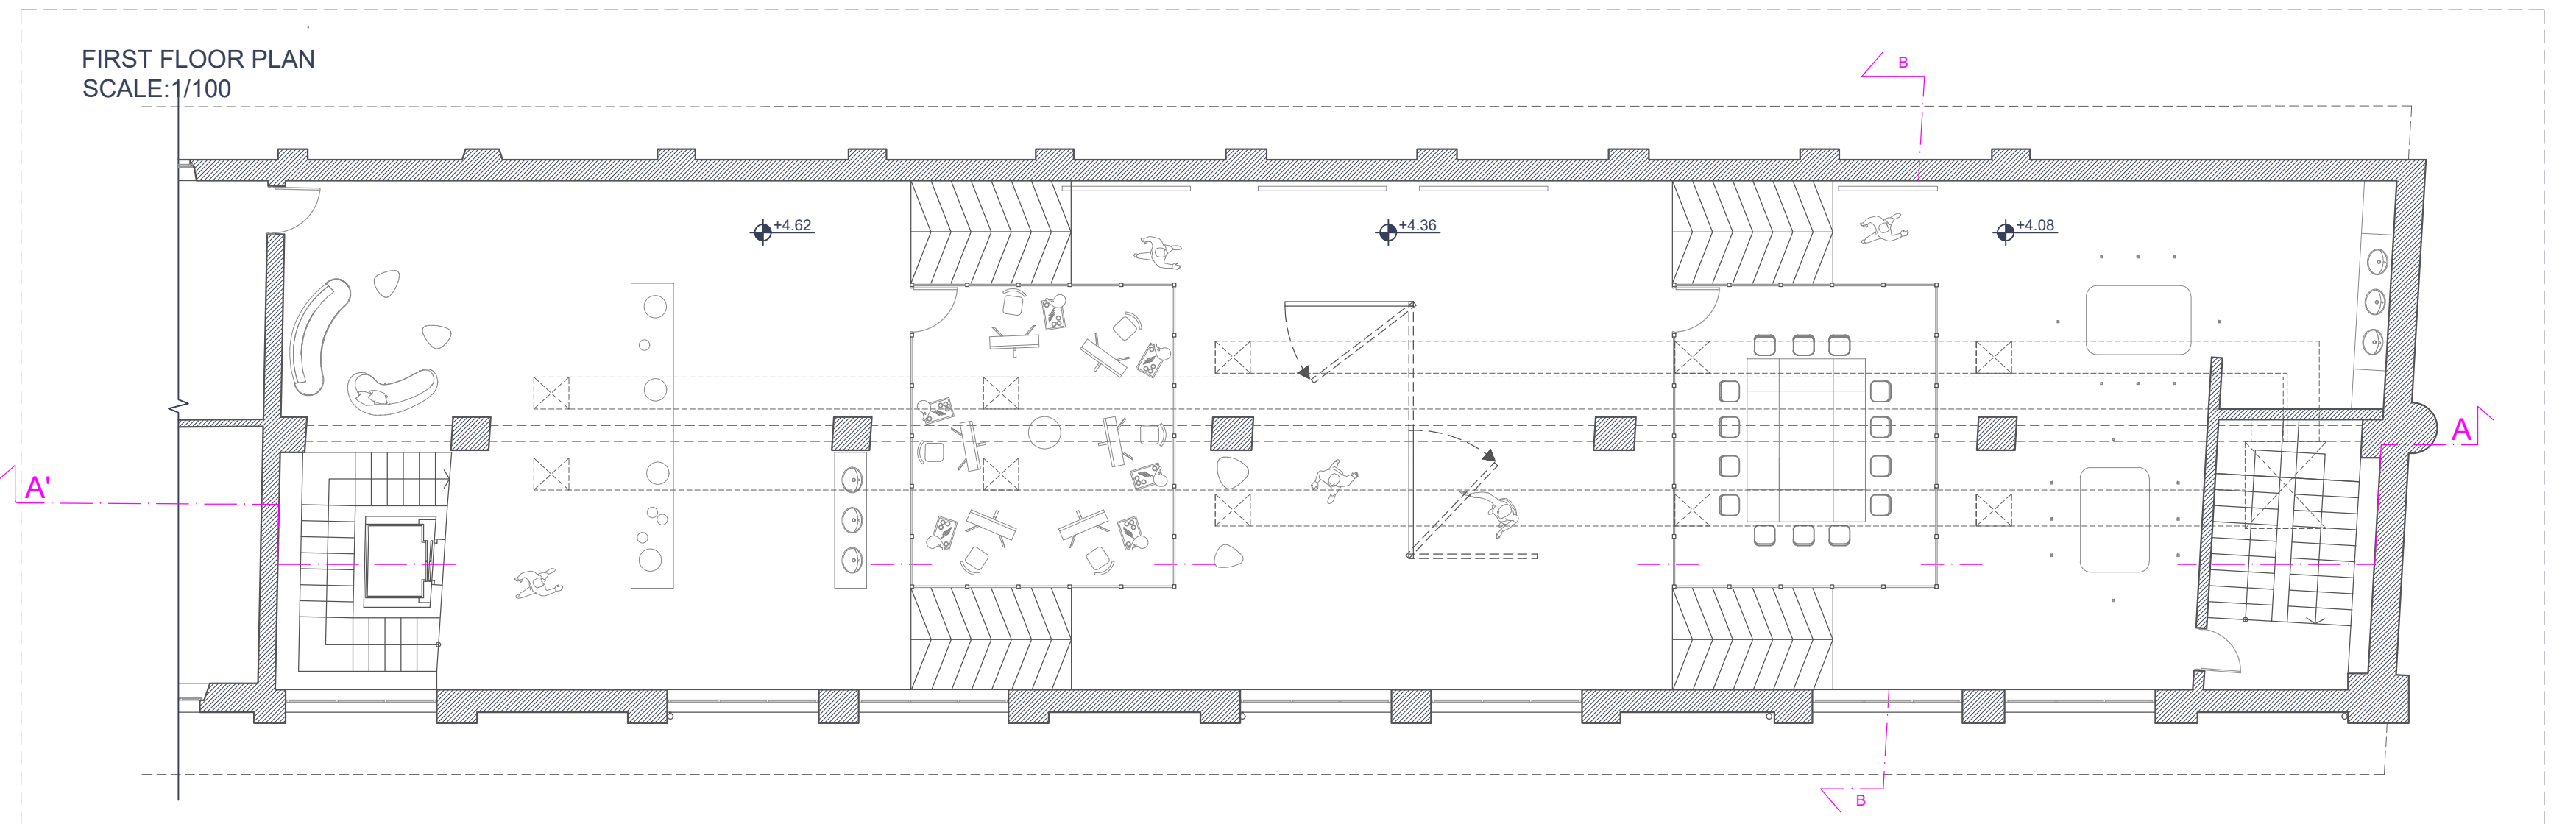 FIRST FLOOR PLAN
SCALE:1/100
B
+4.62
+4.36
+4.08
A
A'
B